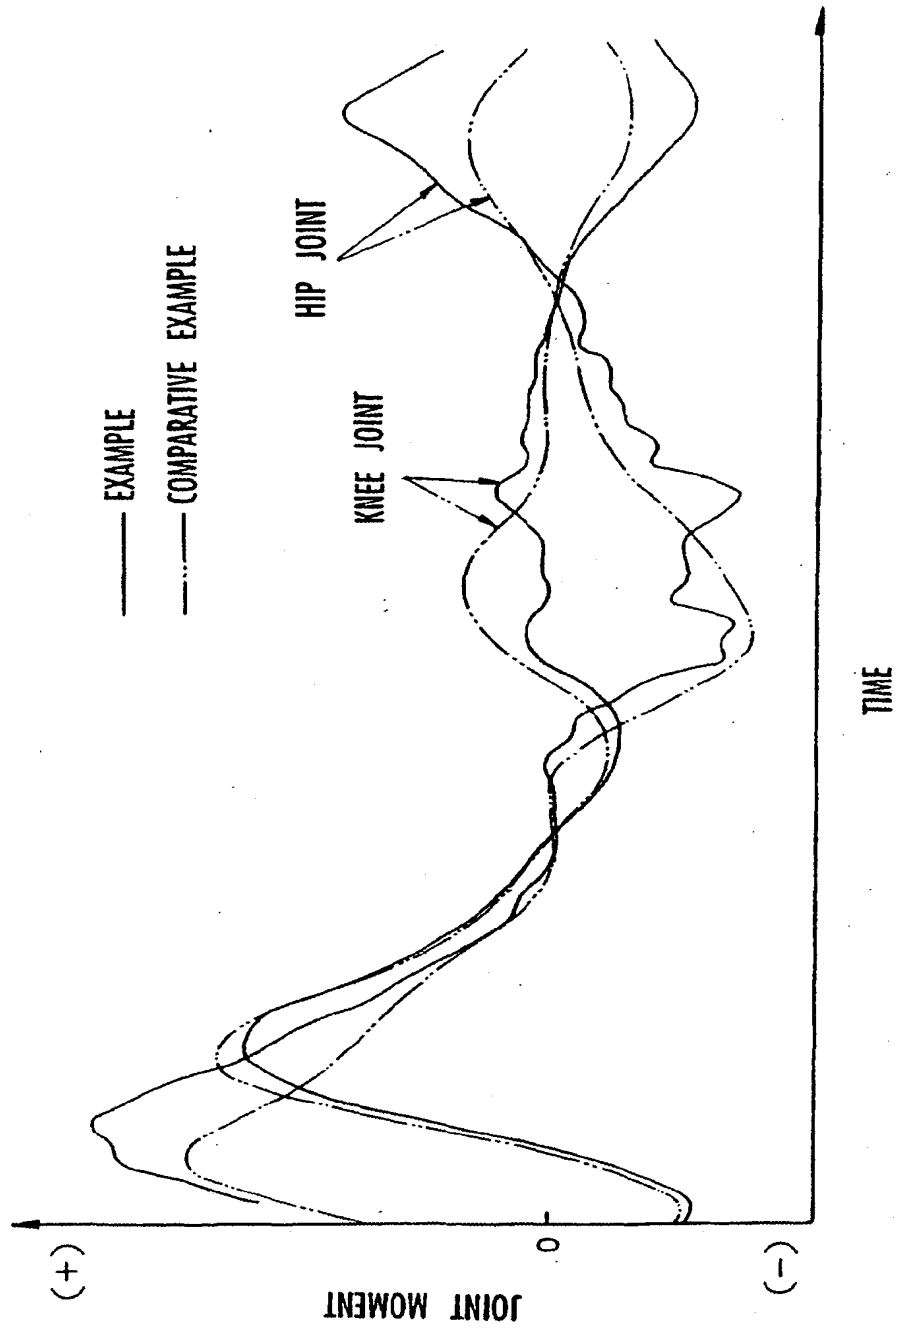 EXAMPLE
COMPARATIVE EXAMPLE
HIP JOINT
KNEE JOINT
(+)
0
(-)
JOINT MOMENT
TIME